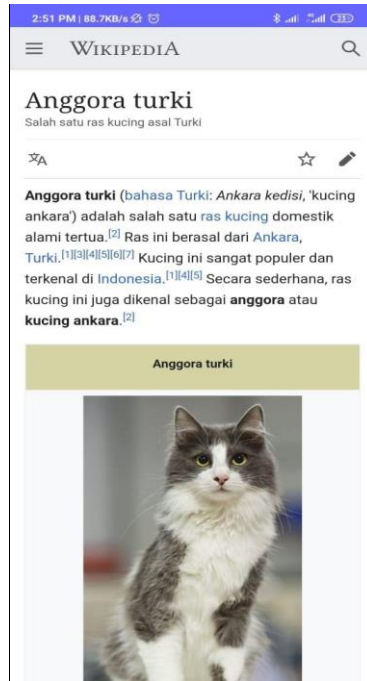 2:51 PM | 88.7KB/s
WIKIPEDIA
Anggora turki
Salah satu ras kucing asal Turki
Anggora turki (bahasa Turki: Ankara kedisi, 'kucing
ankara') adalah salah satu ras kucing domestik
alami tertua.[2] Ras ini berasal dari Ankara,
Turki.[1][3][4][5][6][7] Kucing ini sangat populer dan
terkenal di Indonesia.[1][4][5] Secara sederhana, ras
kucing ini juga dikenal sebagai anggora atau
kucing ankara.[2]
Anggora turki